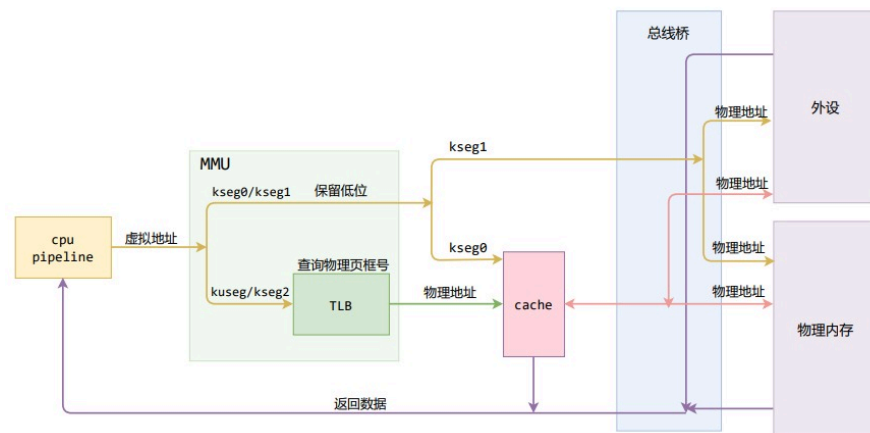 总线桥
外设
物理地址
kseg1
MMU
kseg0/kseg1
保留低位
物理地址
cpu
pipeline
虚拟地址
kseg0
物理地址
查询物理页框号
kuseg/kseg2
TLB
物理地址
cache
物理地址
物理内存
返回数据